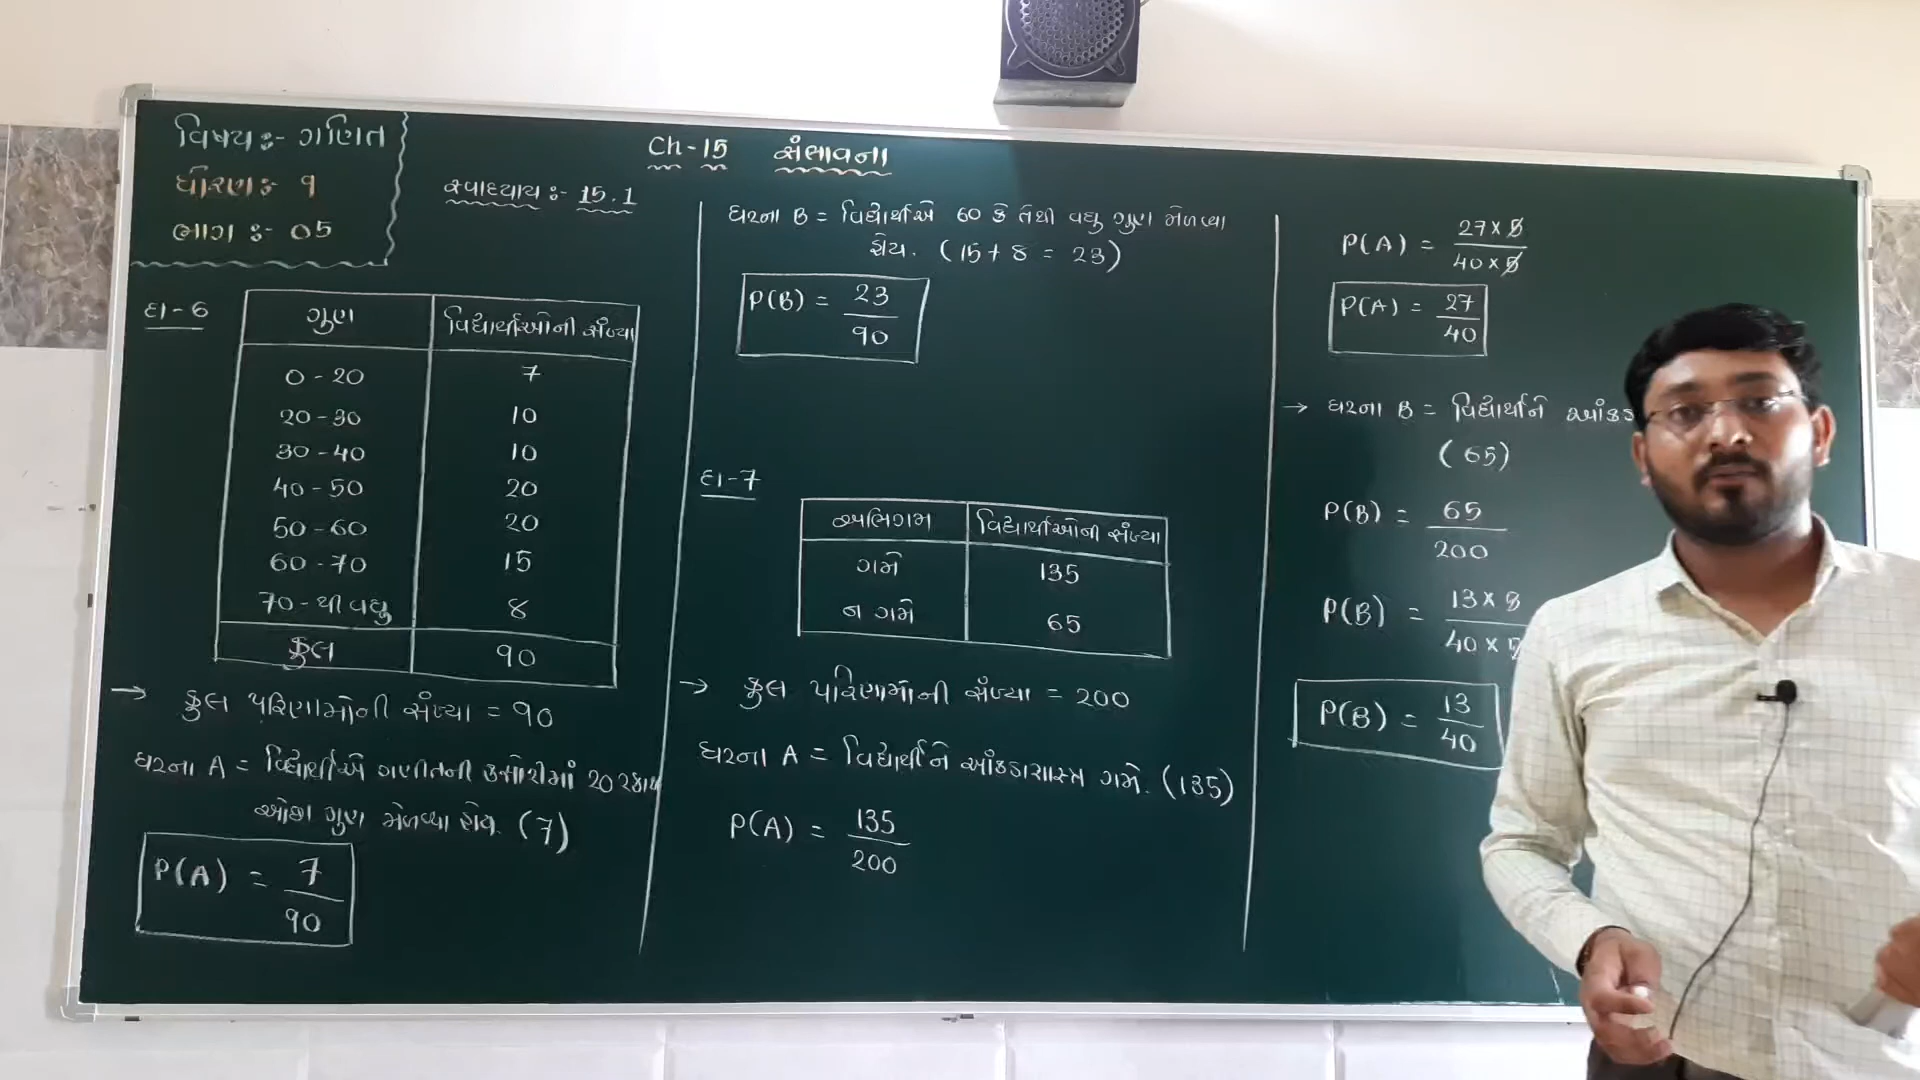 વિષય:- ગણિત
ધોરણ:- ૧
ભાગ:- 05
Ch-15 સંભાવના
સ્વાધ્યાય:- 15.1
દા-6
ગુણ વિદ્યાર્થીઓની સંખ્યા
0-20 7
20-30 10
30-40 10
40-50 20
50-60 20
60-70 15
70-થી વધુ 8
કુલ 90
→ કુલ પરિણામોની સંખ્યા = 90
ઘટના A = વિદ્યાર્થીએ ગણીતની કસોટીમાં 20 ટકાથી
ઓછા ગુણ મેળવ્યા હોય. (7)
P(A) = 7/90
ઘટના B = વિદ્યાર્થીએ 60 કે તેથી વધુ ગુણ મેળવ્યા
હોય. (15+8 = 23)
P(B) = 23/90
દા-7
અભિગમ વિદ્યાર્થીઓની સંખ્યા
ગમે 135
ન ગમે 65
→ કુલ પરિણામોની સંખ્યા = 200
ઘટના A = વિદ્યાર્થીને આંકડાશાસ્ત્ર ગમે. (135)
P(A) = 135/200
P(A) = 27×5/40×5
P(A) = 27/40
→ ઘટના B = વિદ્યાર્થીને
(65)
P(B) = 65/200
P(B) = 13×5/40×5
P(B) = 13/40